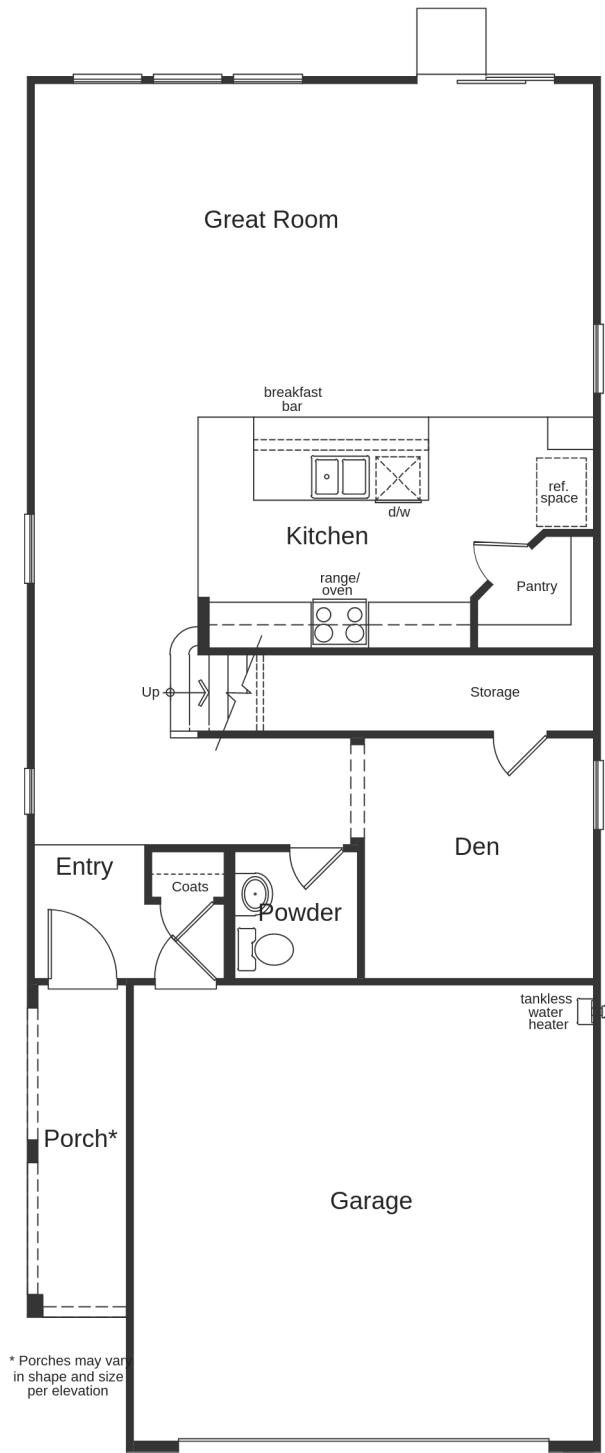 Great Room
breakfast
bar
ref.
space
d/w
Kitchen
range/
oven
Pantry
Up
Storage
Den
Entry
Coats
Powder
tankless
water
heater
Porch*
Garage
* Porches may vary
in shape and size
per elevation